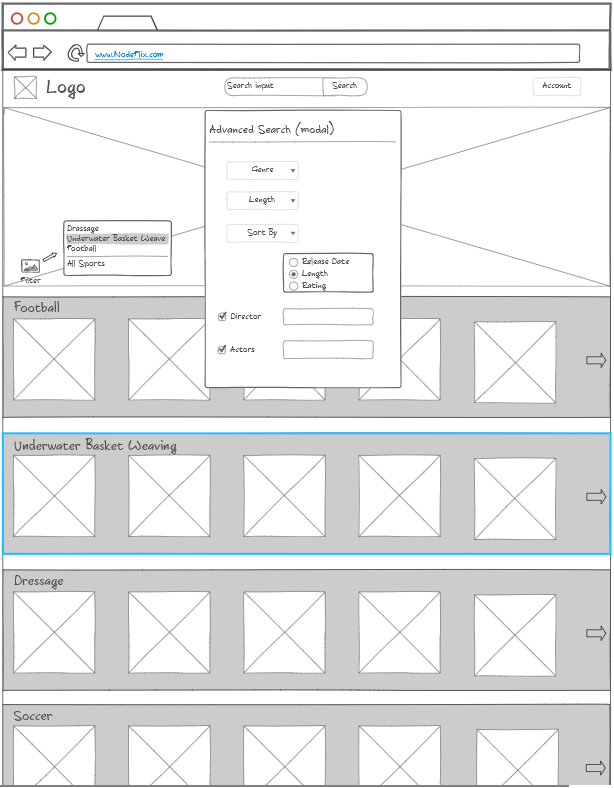 www.NodeFlix.com
Logo
Search input
Search
Account
Advanced Search (modal)
Genre
Length
Sort By
Release Date
Length
Rating
Director
Actors
Drassage
Underwater Basket Weave
Football
All Sports
Filter
Football
Underwater Basket Weaving
Dressage
Soccer